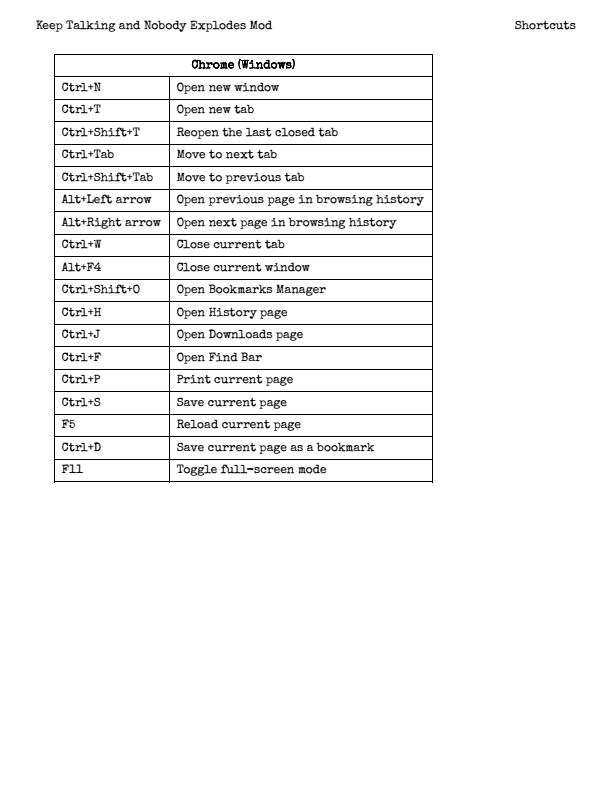 Keep Talking and Nobody Explodes Mod Shortcuts
Chrome (Windows)
Ctrl+N Open new window
Ctrl+T Open new tab
Ctrl+Shift+T Reopen the last closed tab
Ctrl+Tab Move to next tab
Ctrl+Shift+Tab Move to previous tab
Alt+Left arrow Open previous page in browsing history
Alt+Right arrow Open next page in browsing history
Ctrl+W Close current tab
Alt+F4 Close current window
Ctrl+Shift+O Open Bookmarks Manager
Ctrl+H Open History page
Ctrl+J Open Downloads page
Ctrl+F Open Find Bar
Ctrl+P Print current page
Ctrl+S Save current page
F5 Reload current page
Ctrl+D Save current page as a bookmark
F11 Toggle full-screen mode